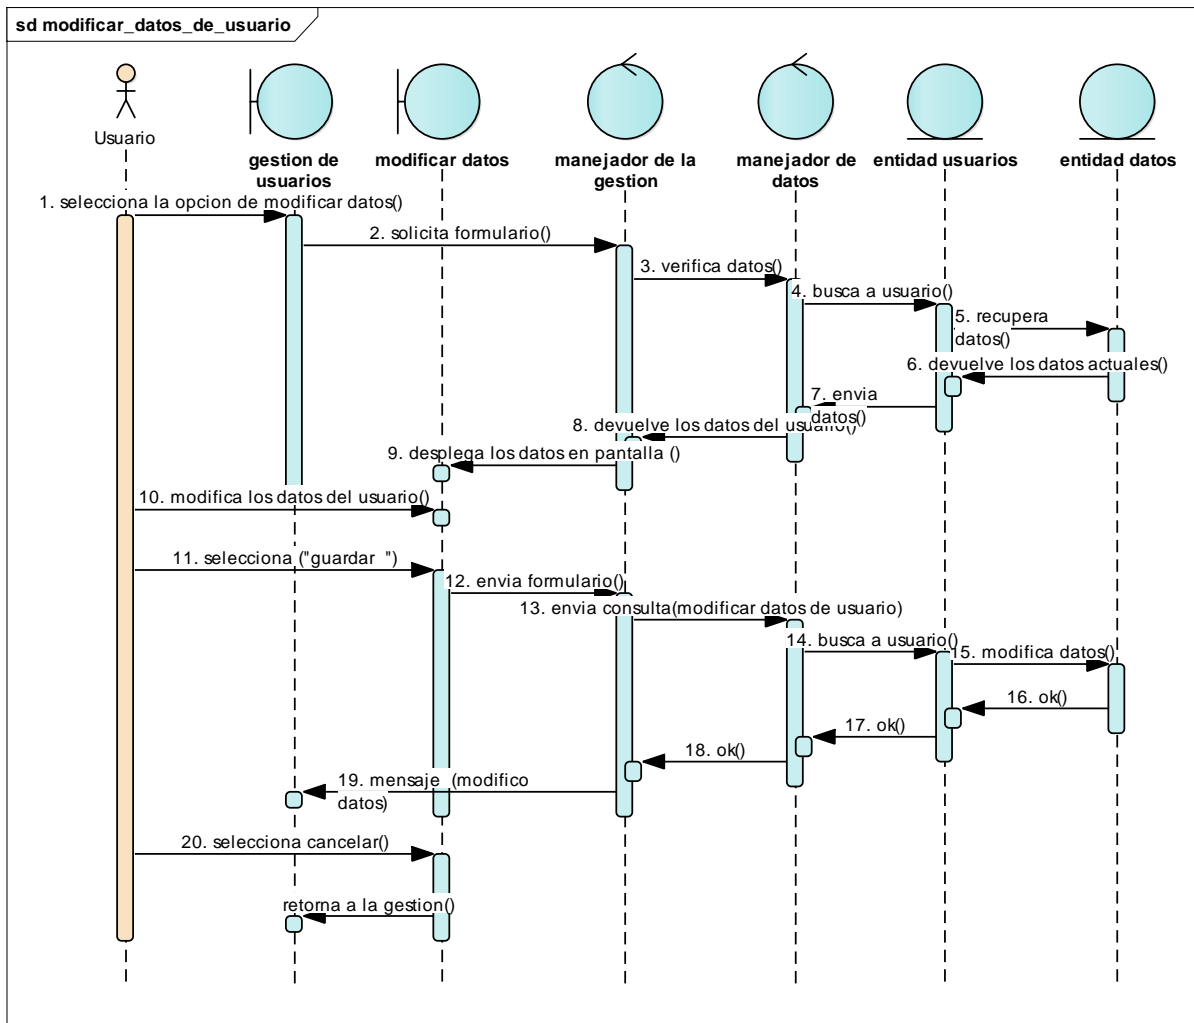 sd modificar_datos_de_usuario
Usuario
gestion de
usuarios
modificar datos
manejador de la
gestion
manejador de
datos
entidad usuarios
entidad datos
1. selecciona la opcion de modificar datos()
2. solicita formulario()
3. verifica datos()
4. busca a usuario()
5. recupera
datos()
6. devuelve los datos actuales()
7. envia
datos()
8. devuelve los datos del usuario()
9. desplega los datos en pantalla ()
10. modifica los datos del usuario()
11. selecciona ("guardar ")
12. envia formulario()
13. envia consulta(modificar datos de usuario)
14. busca a usuario()
15. modifica datos()
16. ok()
17. ok()
18. ok()
19. mensaje (modifico
datos)
20. selecciona cancelar()
retorna a la gestion()